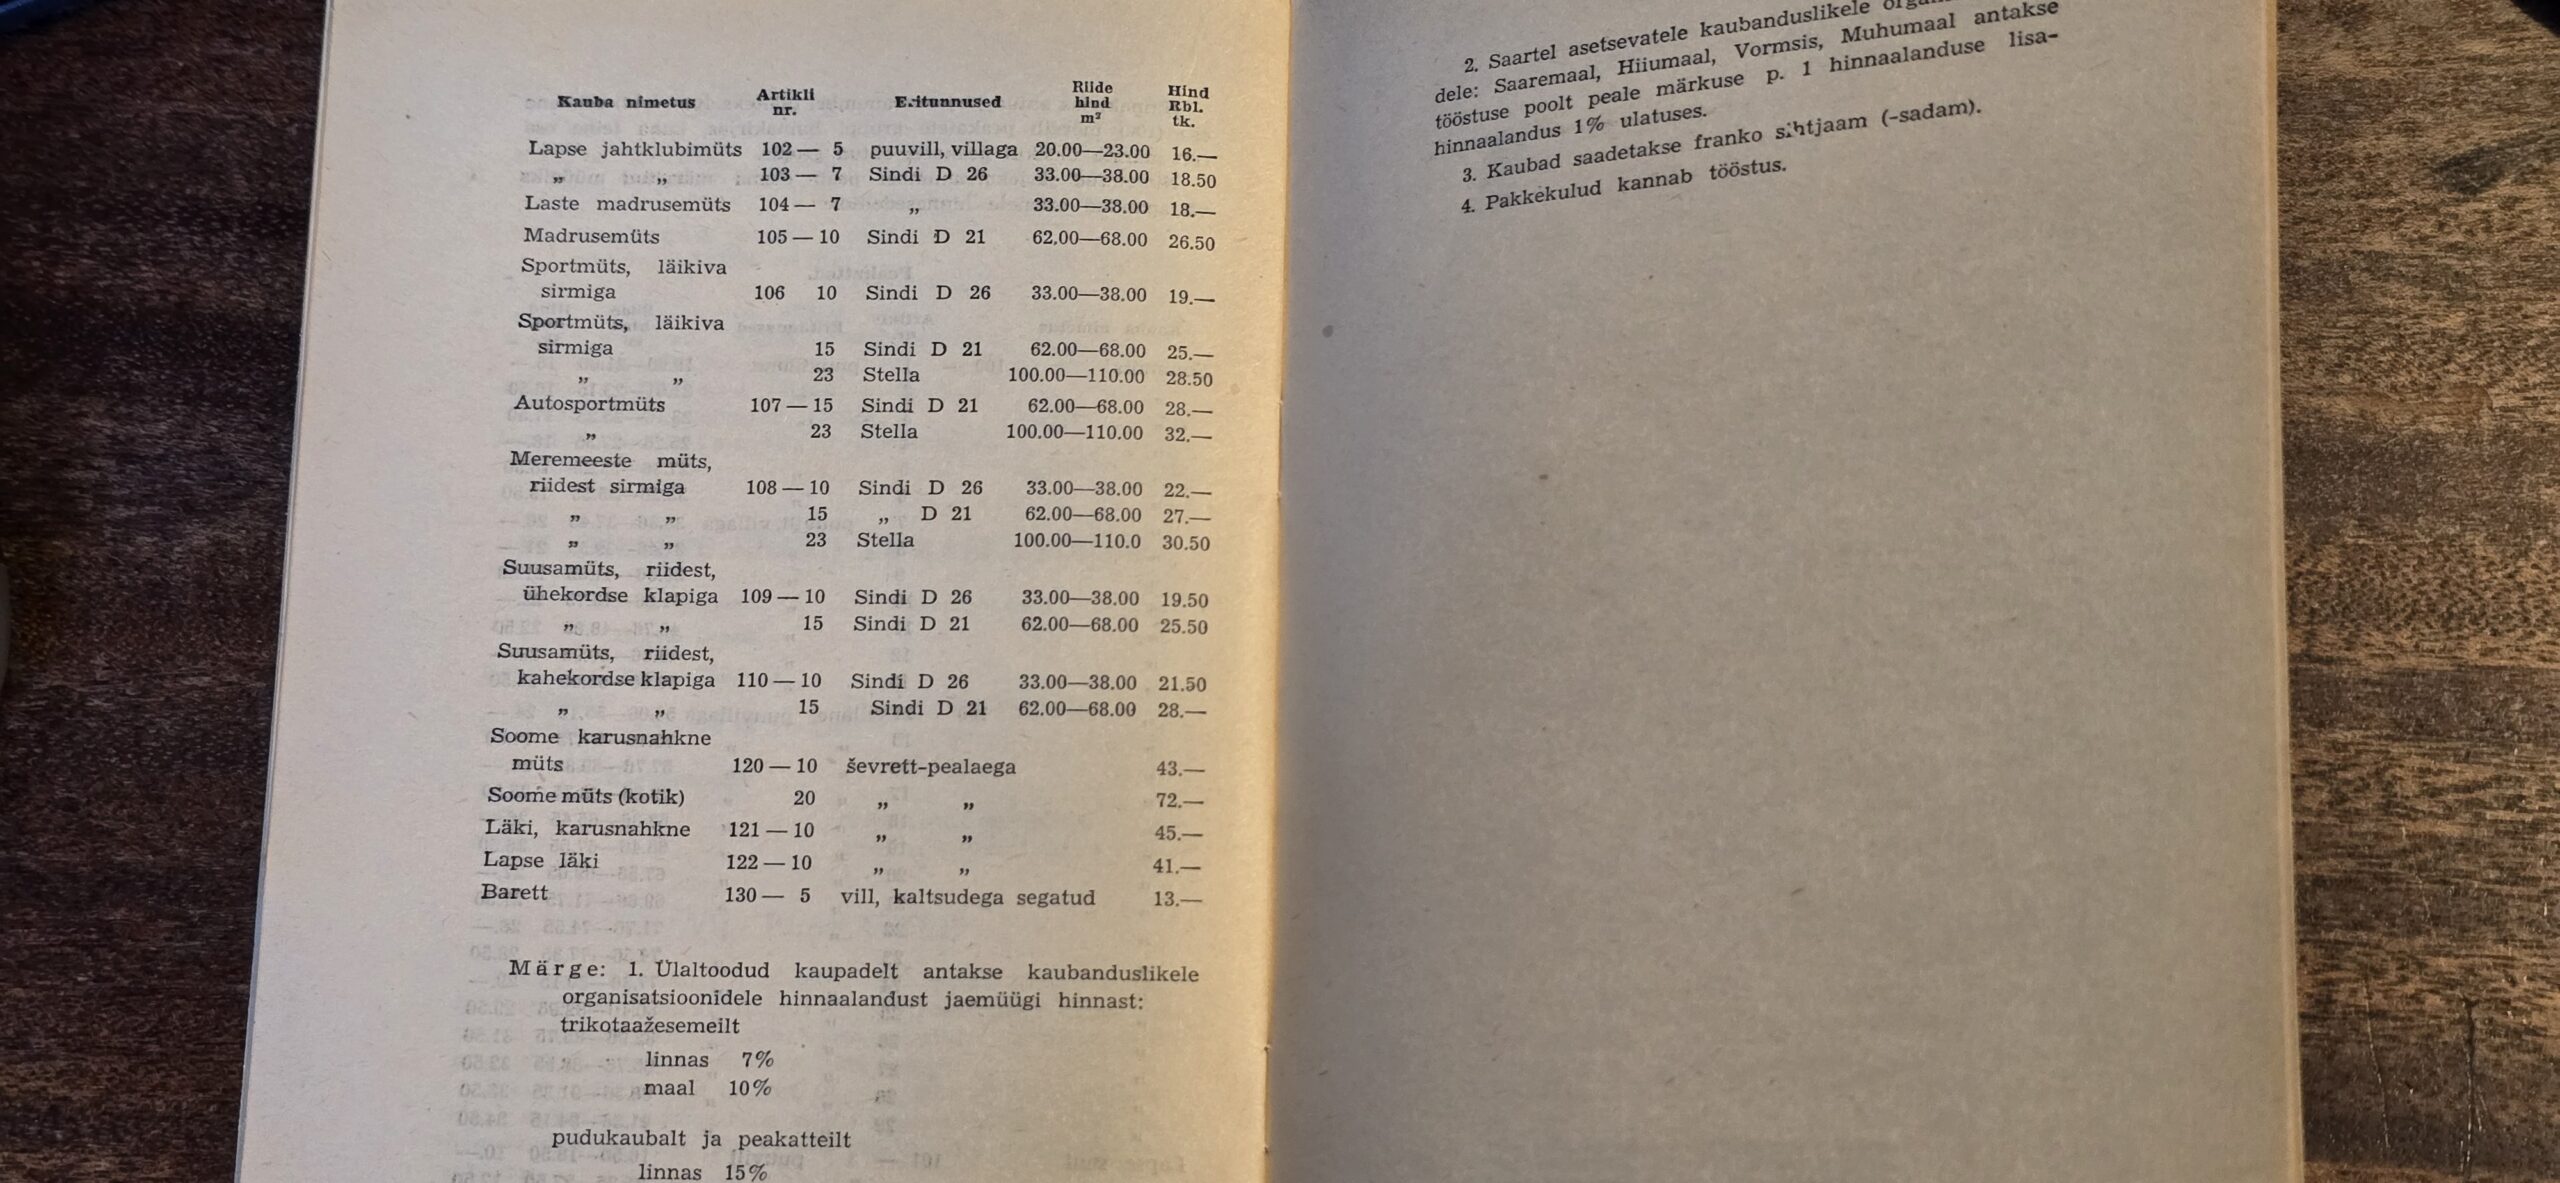 Kauba nimetus Artikli nr. Eritunnused Riide hind m² Hind Rbl. tk.
Lapse jahtklubimüts 102 — 5 puuvill, villaga 20.00—23.00 16.—
„ „ 103 — 7 Sindi D 26 33.00—38.00 18.50
Laste madrusemüts 104 — 7 „ 33.00—38.00 18.—
Madrusemüts 105 — 10 Sindi D 21 62.00—68.00 26.50
Sportmüts, läikiva
sirmiga 106 10 Sindi D 26 33.00—38.00 19.—
Sportmüts, läikiva
sirmiga 15 Sindi D 21 62.00—68.00 25.—
„ „ 23 Stella 100.00—110.00 28.50
Autosportmüts 107 — 15 Sindi D 21 62.00—68.00 28.—
„ 23 Stella 100.00—110.00 32.—
Meremeeste müts,
riidest sirmiga 108 — 10 Sindi D 26 33.00—38.00 22.—
„ „ 15 „ D 21 62.00—68.00 27.—
„ „ 23 Stella 100.00—110.0 30.50
Suusamüts, riidest,
ühekordse klapiga 109 — 10 Sindi D 26 33.00—38.00 19.50
„ „ 15 Sindi D 21 62.00—68.00 25.50
Suusamüts, riidest,
kahekordse klapiga 110 — 10 Sindi D 26 33.00—38.00 21.50
„ „ 15 Sindi D 21 62.00—68.00 28.—
Soome karusnahkne
müts 120 — 10 ševrett-pealaega 43.—
Soome müts (kotik) 20 „ „ 72.—
Läki, karusnahkne 121 — 10 „ „ 45.—
Lapse läki 122 — 10 „ „ 41.—
Barett 130 — 5 vill, kaltsudega segatud 13.—
Märge: 1. Ülaltoodud kaupadelt antakse kaubanduslikele
organisatsioonidele hinnaalandust jaemüügi hinnast:
trikotaažesemeilt
linnas 7%
maal 10%
pudukaubalt ja peakatteilt
linnas 15%
2. Saartel asetsevatele kaubanduslikele
dele: Saaremaal, Hiiumaal, Vormsis, Muhumaal antakse
tööstuse poolt peale märkuse p. 1 hinnaalanduse lisa-
hinnaalandus 1% ulatuses.
3. Kaubad saadetakse franko sihtjaam (-sadam).
4. Pakkekulud kannab tööstus.